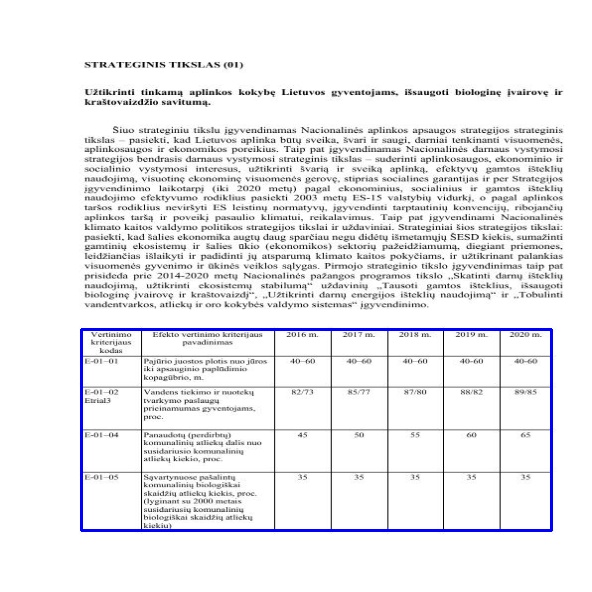 STRATEGINIS TIKSLAS (01)
Užtikrinti tinkamą aplinkos kokybę Lietuvos gyventojams, išsaugoti biologinę įvairovę ir
kraštovaizdžio savitumą.
Šiuo strateginiu tikslu įgyvendinamas Nacionalinės aplinkos apsaugos strategijos strateginis
tikslas – pasiekti, kad Lietuvos aplinka būtų sveika, švari ir saugi, darniai tenkinanti visuomenės,
aplinkosaugos ir ekonomikos poreikius. Taip pat įgyvendinamas Nacionalinės darnaus vystymosi
strategijos bendrasis darnaus vystymosi strateginis tikslas – suderinti aplinkosaugos, ekonominio ir
socialinio vystymosi interesus, užtikrinti švarią ir sveiką aplinką, efektyvų gamtos išteklių
naudojimą, visuotinę ekonominę visuomenės gerovę, stiprias socialines garantijas ir per Strategijos
įgyvendinimo laikotarpį (iki 2020 metų) pagal ekonominius, socialinius ir gamtos išteklių
naudojimo efektyvumo rodiklius pasiekti 2003 metų ES-15 valstybių vidurkį, o pagal aplinkos
taršos rodiklius neviršyti ES leistinų normatyvų, įgyvendinti tarptautinių konvencijų, ribojančių
aplinkos taršą ir poveikį pasaulio klimatui, reikalavimus. Taip pat įgyvendinami Nacionalinės
klimato kaitos valdymo politikos strategijos tikslai ir uždaviniai. Strateginiai šios strategijos tikslai:
pasiekti, kad šalies ekonomika augtų daug sparčiau negu didėtų išmetamųjų ŠESD kiekis, sumažinti
gamtinių ekosistemų ir šalies ūkio (ekonomikos) sektorių pažeidžiamumą, diegiant priemones,
leidžiančias išlaikyti ir padidinti jų atsparumą klimato kaitos pokyčiams, ir užtikrinant palankias
visuomenės gyvenimo ir ūkinės veiklos sąlygas. Pirmojo strateginio tikslo įgyvendinimas taip pat
prisideda prie 2014-2020 metų Nacionalinės pažangos programos tikslo „Skatinti darnų išteklių
naudojimą, užtikrinti ekosistemų stabilumą“ uždavinių „Tausoti gamtos išteklius, išsaugoti
biologinę įvairovę ir kraštovaizdį“, „Užtikrinti darnų energijos išteklių naudojimą“ ir „Tobulinti
vandentvarkos, atliekų ir oro kokybės valdymo sistemas“ įgyvendinimo.
Vertinimo kriterijaus kodas Efekto vertinimo kriterijaus pavadinimas 2016 m. 2017 m. 2018 m. 2019 m. 2020 m.
E-01–01 Pajūrio juostos plotis nuo jūros 40–60 40–60 40–60 40-60 40-60
iki apsauginio paplūdimio
kopagūbrio, m.
E-01–02 Vandens tiekimo ir nuotekų 82/73 85/77 87/80 88/82 89/85
Etrial3 tvarkymo paslaugų
prieinamumas gyventojams,
proc.
E-01–04 Panaudotų (perdirbtų) 45 50 55 60 65
komunalinių atliekų dalis nuo
susidariusio komunalinių
atliekų kiekio, proc.
E-01–05 Sąvartynuose pašalintų 35 35 35 35 35
komunalinių biologiškai
skaidžių atliekų kiekis, proc.
(lyginant su 2000 metais
susidariusių komunalinių
biologiškai skaidžių atliekų
kiekiu)